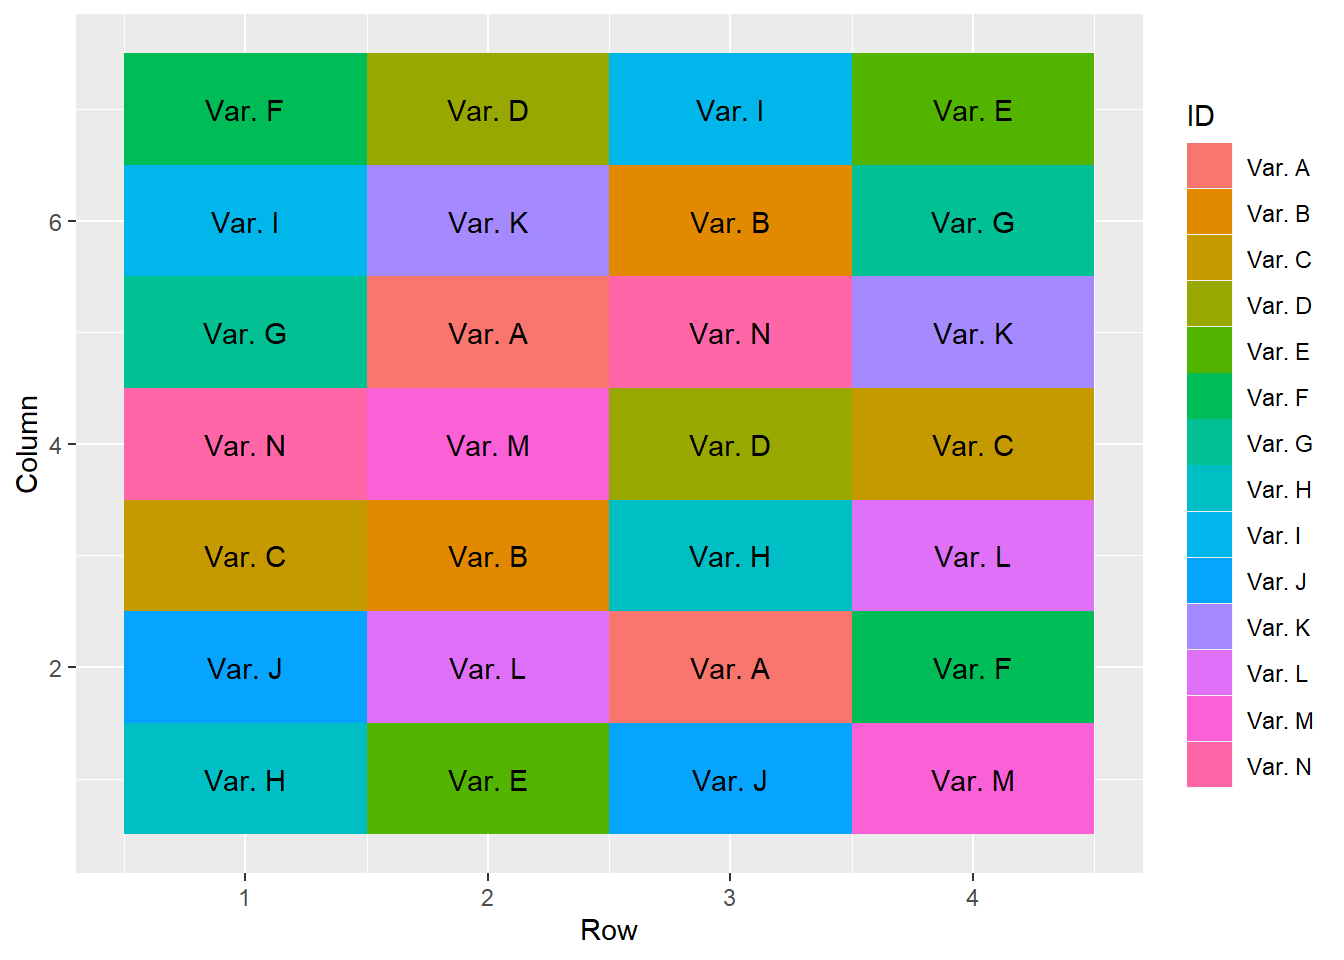 Var. F Var. D Var. I Var. E
6 Var. I Var. K Var. B Var. G
Var. G Var. A Var. N Var. K
4 Var. N Var. M Var. D Var. C
Var. C Var. B Var. H Var. L
2 Var. J Var. L Var. A Var. F
Var. H Var. E Var. J Var. M
1 2 3 4
Row
Column
ID
Var. A
Var. B
Var. C
Var. D
Var. E
Var. F
Var. G
Var. H
Var. I
Var. J
Var. K
Var. L
Var. M
Var. N